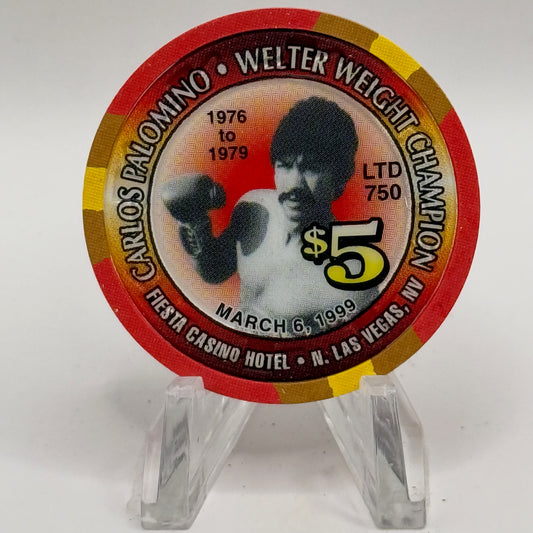 CARLOS PALOMINO • WELTER WEIGHT CHAMPION
1976
to
1979
LTD
750
$5
MARCH 6, 1999
FIESTA CASINO HOTEL • N. LAS VEGAS, NV